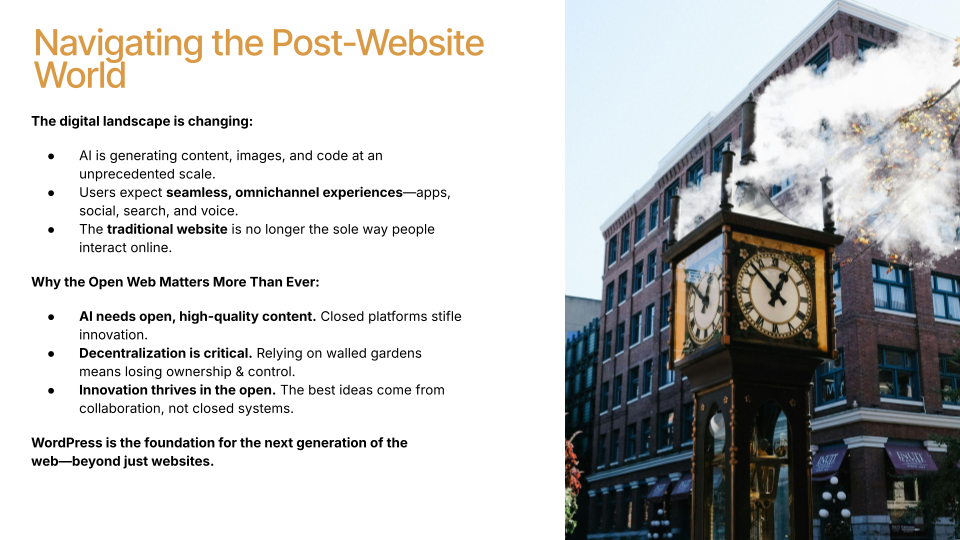 Navigating the Post-Website
World
The digital landscape is changing:
● AI is generating content, images, and code at an
unprecedented scale.
● Users expect seamless, omnichannel experiences—apps,
social, search, and voice.
● The traditional website is no longer the sole way people
interact online.
Why the Open Web Matters More Than Ever:
● AI needs open, high-quality content. Closed platforms stifle
innovation.
● Decentralization is critical. Relying on walled gardens
means losing ownership & control.
● Innovation thrives in the open. The best ideas come from
collaboration, not closed systems.
WordPress is the foundation for the next generation of the
web—beyond just websites.